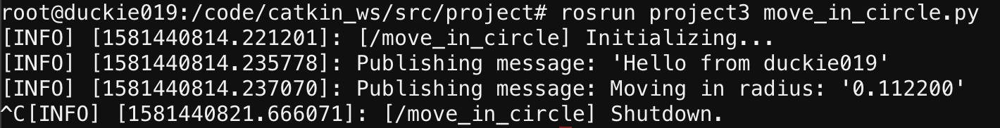 root@duckie019:/code/catkin_ws/src/project# rosrun project3 move_in_circle.py
[INFO] [1581440814.221201]: [/move_in_circle] Initializing...
[INFO] [1581440814.235778]: Publishing message: 'Hello from duckie019'
[INFO] [1581440814.237070]: Publishing message: Moving in radius: '0.112200'
^C[INFO] [1581440821.666071]: [/move_in_circle] Shutdown.